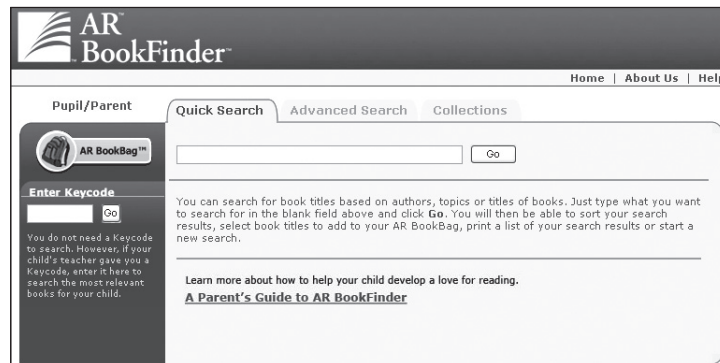 AR™
BookFinder™
Home | About Us | Help
Pupil/Parent
Quick Search
Advanced Search
Collections
AR BookBag™
Go
Enter Keycode
Go
You do not need a Keycode
to search. However, if your
child's teacher gave you a
Keycode, enter it here to
search the most relevant
books for your child.
You can search for book titles based on authors, topics or titles of books. Just type what you want
to search for in the blank field above and click Go. You will then be able to sort your search
results, select book titles to add to your AR BookBag, print a list of your search results or start a
new search.
Learn more about how to help your child develop a love for reading.
A Parent's Guide to AR BookFinder